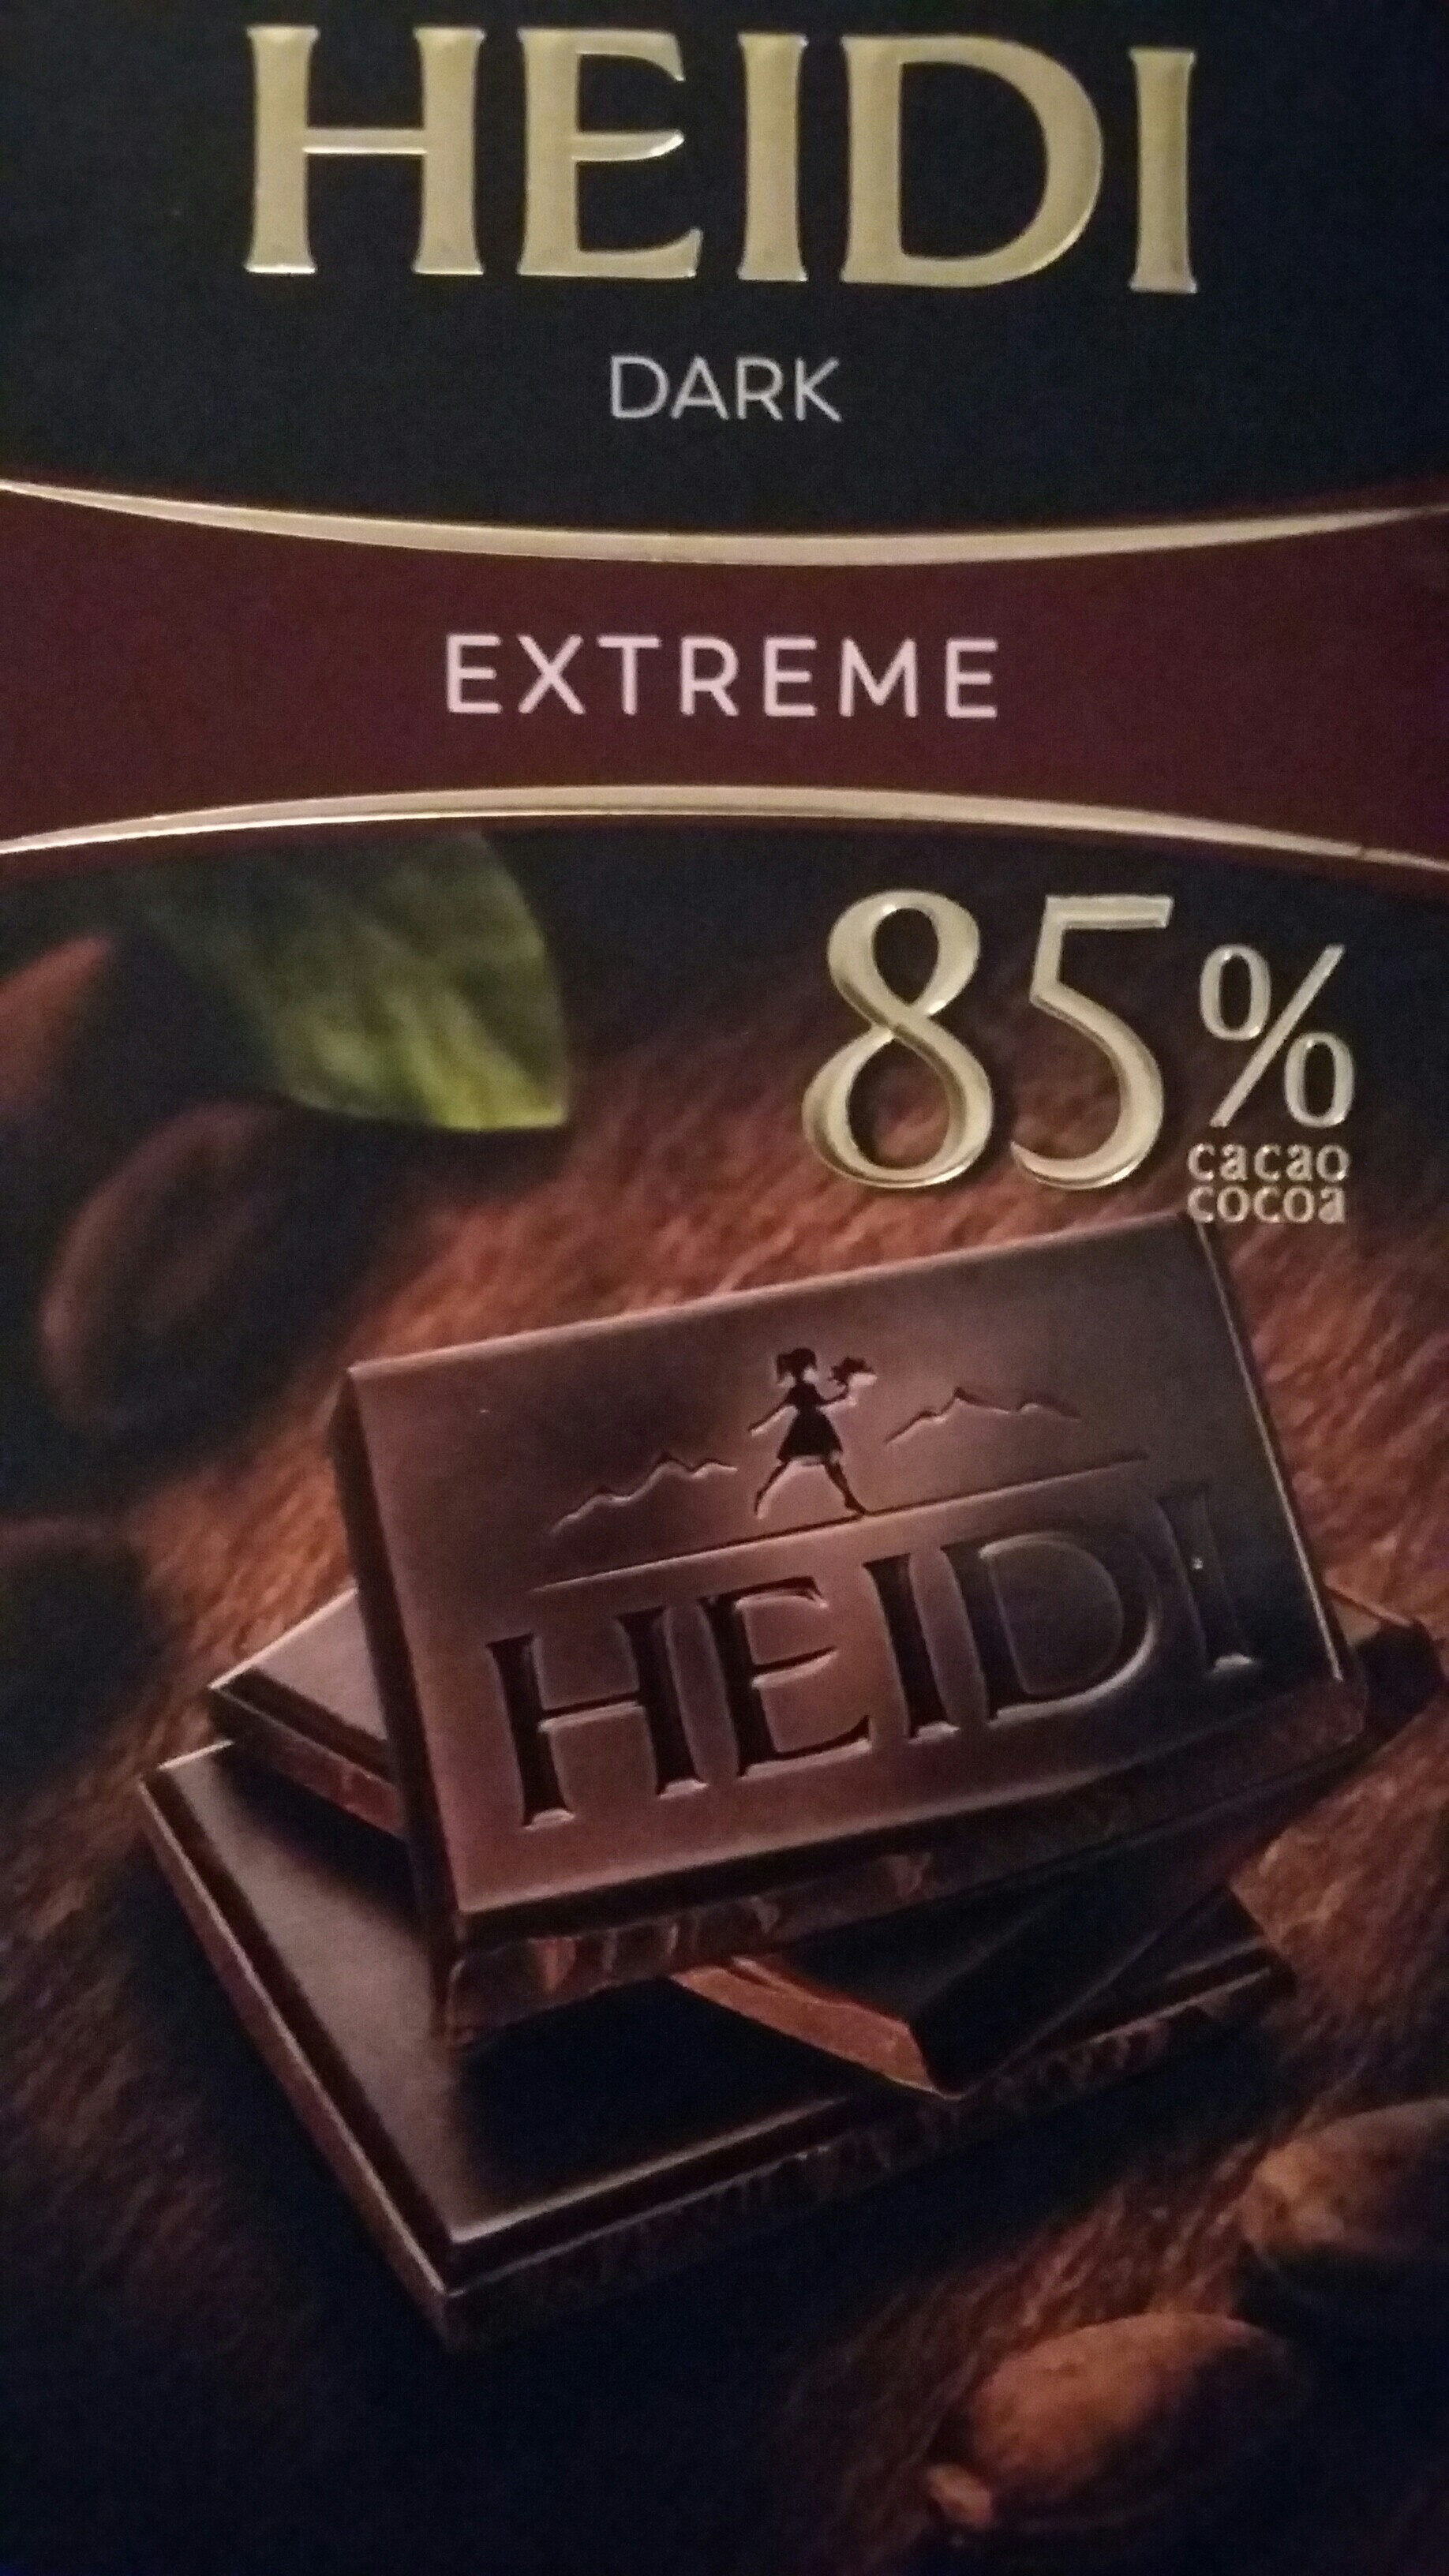 HEIDI
DARK
EXTREME
85%
cacao
cocoa
HEIDI